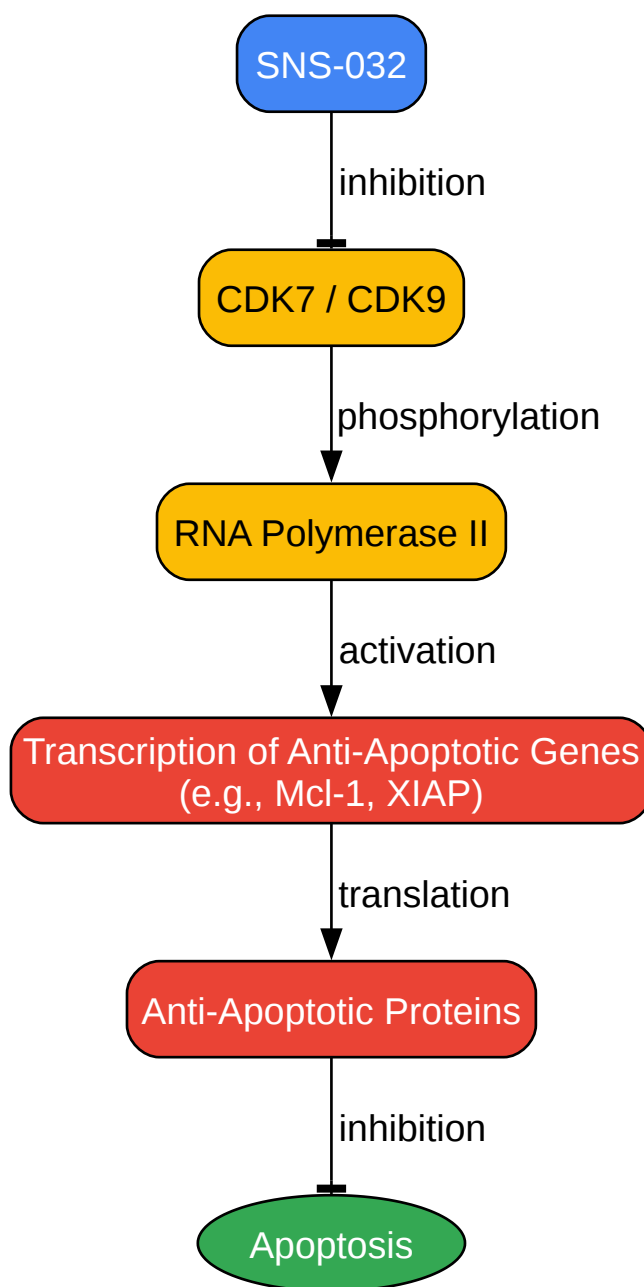 SNS-032
inhibition
CDK7 / CDK9
phosphorylation
RNA Polymerase II
activation
Transcription of Anti-Apoptotic Genes
(e.g., Mcl-1, XIAP)
translation
Anti-Apoptotic Proteins
inhibition
Apoptosis